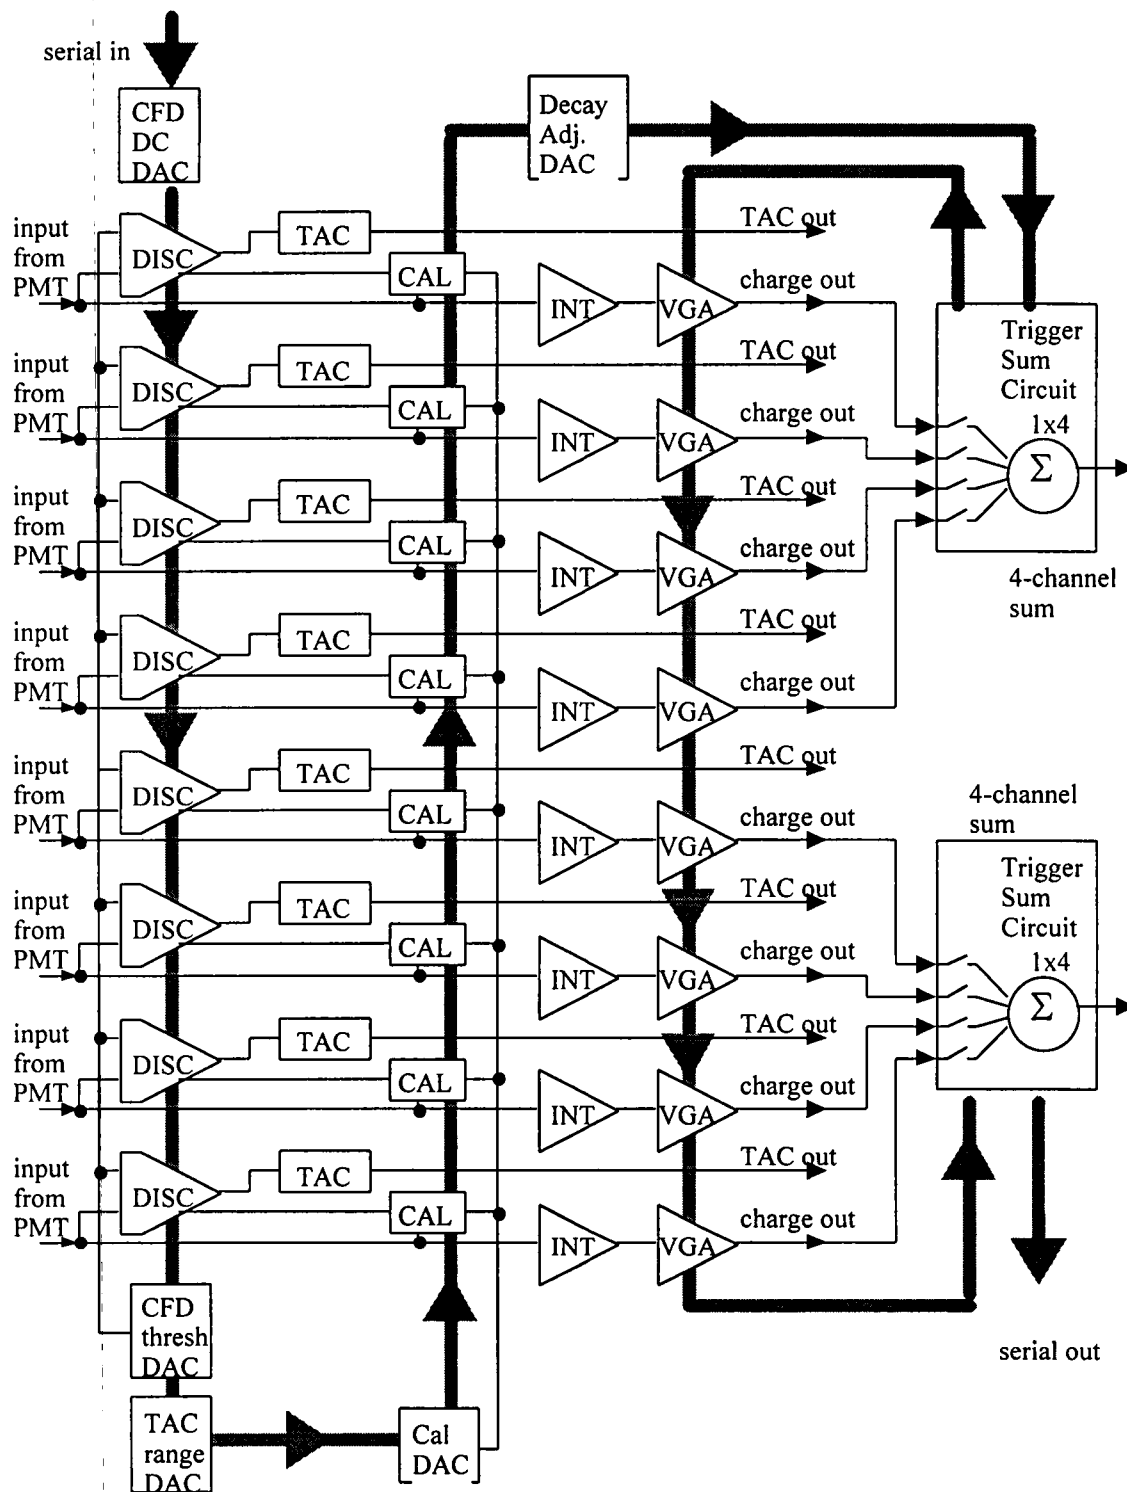 serial in
CFD
DC
DAC
Decay
Adj.
DAC
input
from
PMT
DISC
TAC
CAL
INT
VGA
TAC out
charge out
input
from
PMT
DISC
TAC
CAL
INT
VGA
TAC out
charge out
input
from
PMT
DISC
TAC
CAL
INT
VGA
TAC out
charge out
input
from
PMT
DISC
TAC
CAL
INT
VGA
TAC out
charge out
Trigger
Sum
Circuit
1x4
Σ
4-channel
sum
input
from
PMT
DISC
TAC
CAL
INT
VGA
TAC out
charge out
input
from
PMT
DISC
TAC
CAL
INT
VGA
TAC out
charge out
input
from
PMT
DISC
TAC
CAL
INT
VGA
TAC out
charge out
input
from
PMT
DISC
TAC
CAL
INT
VGA
TAC out
charge out
4-channel
sum
Trigger
Sum
Circuit
1x4
Σ
CFD
thresh
DAC
TAC
range
DAC
Cal
DAC
serial out